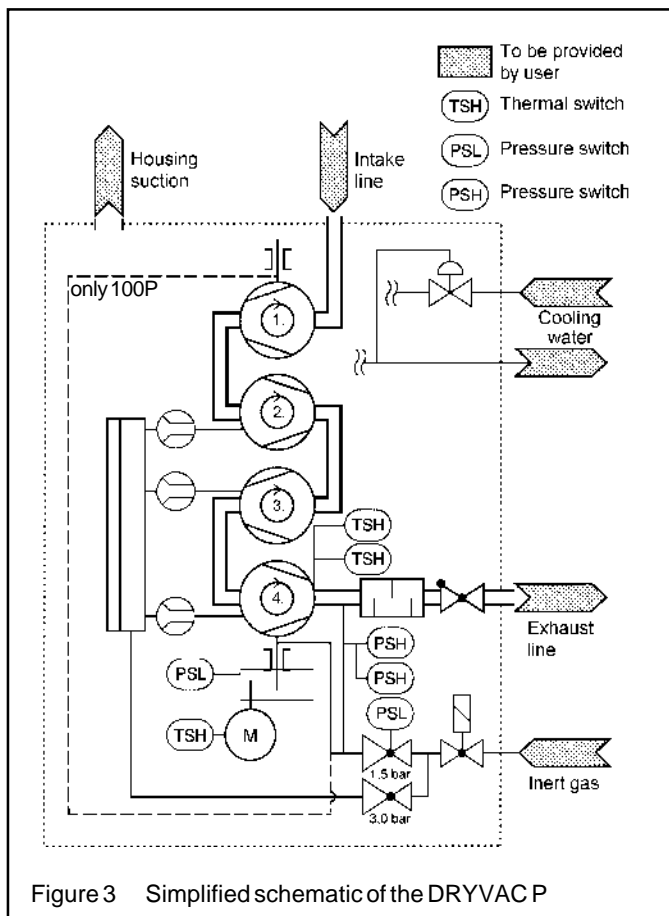 To be provided
by user
TSH Thermal switch
PSL Pressure switch
PSH Pressure switch
Housing
suction
Intake
line
only 100P
1.
Cooling
water
2.
3.
TSH
TSH
4.
Exhaust
line
PSL
PSH
PSH
PSL
TSH
M
1.5 bar
Inert gas
3.0 bar
Figure 3 Simplified schematic of the DRYVAC P